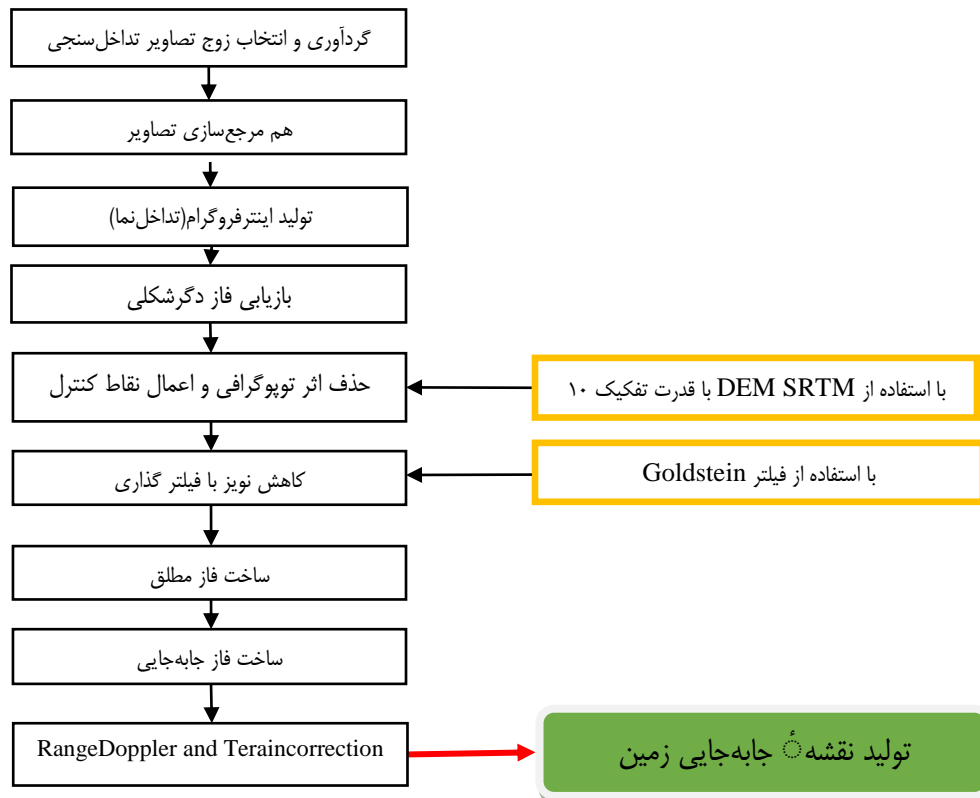 گردآوری و انتخاب زوج تصاویر تداخل‌سنجی
هم مرجع‌سازی تصاویر
تولید اینترفروگرام(تداخل‌نما)
بازیابی فاز دگرشکلی
حذف اثر توپوگرافی و اعمال نقاط کنترل
با استفاده از DEM SRTM با قدرت تفکیک ۱۰
کاهش نویز با فیلتر گذاری
با استفاده از فیلتر Goldstein
ساخت فاز مطلق
ساخت فاز جابه‌جایی
RangeDoppler and Teraincorrection
تولید نقشهٔ جابه‌جایی زمین